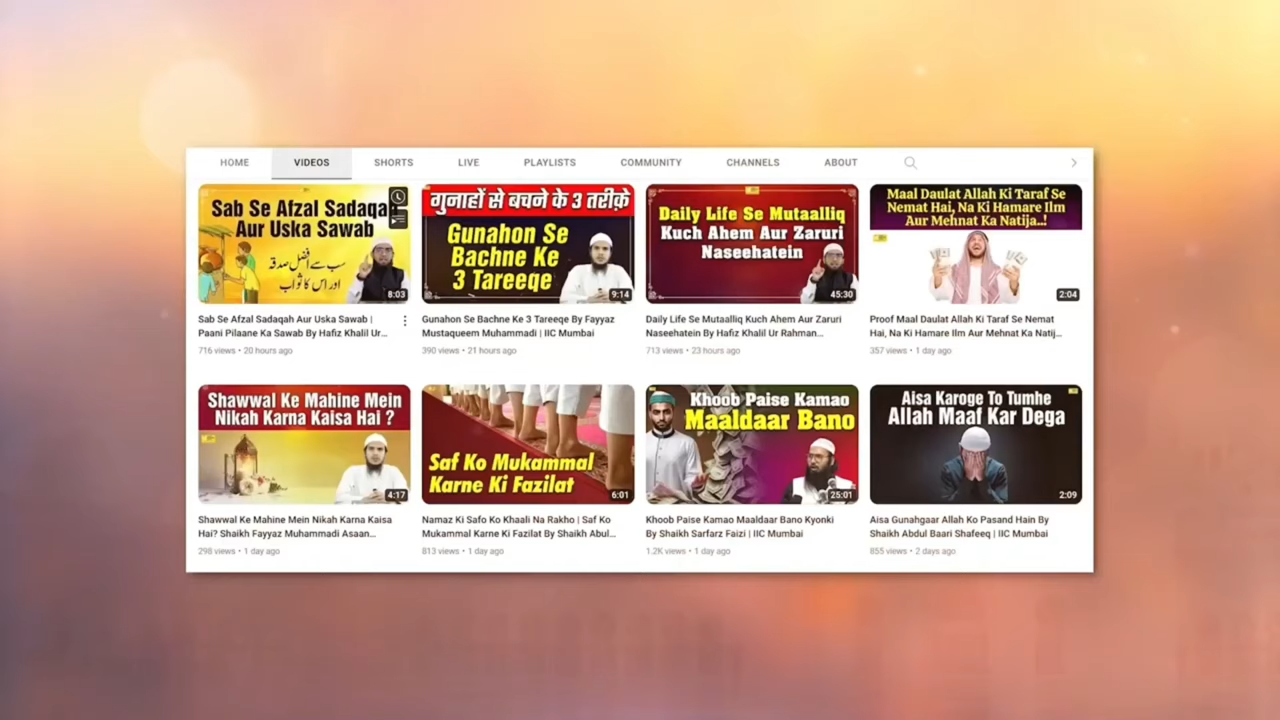 HOME VIDEOS SHORTS LIVE PLAYLISTS COMMUNITY CHANNELS ABOUT
Sab Se Afzal Sadaqah
Aur Uska Sawab
سب سے افضل صدقہ
اور اس کا ثواب
8:03
गुनाहों से बचने के 3 तरीक़े
Gunahon Se
Bachne Ke
3 Tareeqe
9:14
Daily Life Se Mutaalliq
Kuch Ahem Aur Zaruri
Naseehatein
45:30
Maal Daulat Allah Ki Taraf Se
Nemat Hai, Na Ki Hamare Ilm
Aur Mehnat Ka Natija..!
2:04
Sab Se Afzal Sadaqah Aur Uska Sawab |
Paani Pilaane Ka Sawab By Hafiz Khalil Ur...
716 views • 20 hours ago
Gunahon Se Bachne Ke 3 Tareeqe By Fayyaz
Mustaqueem Muhammadi | IIC Mumbai
390 views • 21 hours ago
Daily Life Se Mutaalliq Kuch Ahem Aur Zaruri
Naseehatein By Hafiz Khalil Ur Rahman...
713 views • 23 hours ago
Proof Maal Daulat Allah Ki Taraf Se Nemat
Hai, Na Ki Hamare Ilm Aur Mehnat Ka Natij...
357 views • 1 day ago
Shawwal Ke Mahine Mein
Nikah Karna Kaisa Hai ?
4:17
Saf Ko Mukammal
Karne Ki Fazilat
6:01
Khoob Paise Kamao
Maaldaar Bano
25:01
Aisa Karoge To Tumhe
Allah Maaf Kar Dega
2:09
Shawwal Ke Mahine Mein Nikah Karna Kaisa
Hai? Shaikh Fayyaz Muhammadi Asaan...
298 views • 1 day ago
Namaz Ki Safo Ko Khaali Na Rakho | Saf Ko
Mukammal Karne Ki Fazilat By Shaikh Abul...
813 views • 1 day ago
Khoob Paise Kamao Maaldaar Bano Kyonki
By Shaikh Sarfarz Faizi | IIC Mumbai
1.2K views • 1 day ago
Aisa Gunahgaar Allah Ko Pasand Hain By
Shaikh Abdul Baari Shafeeq | IIC Mumbai
855 views • 2 days ago